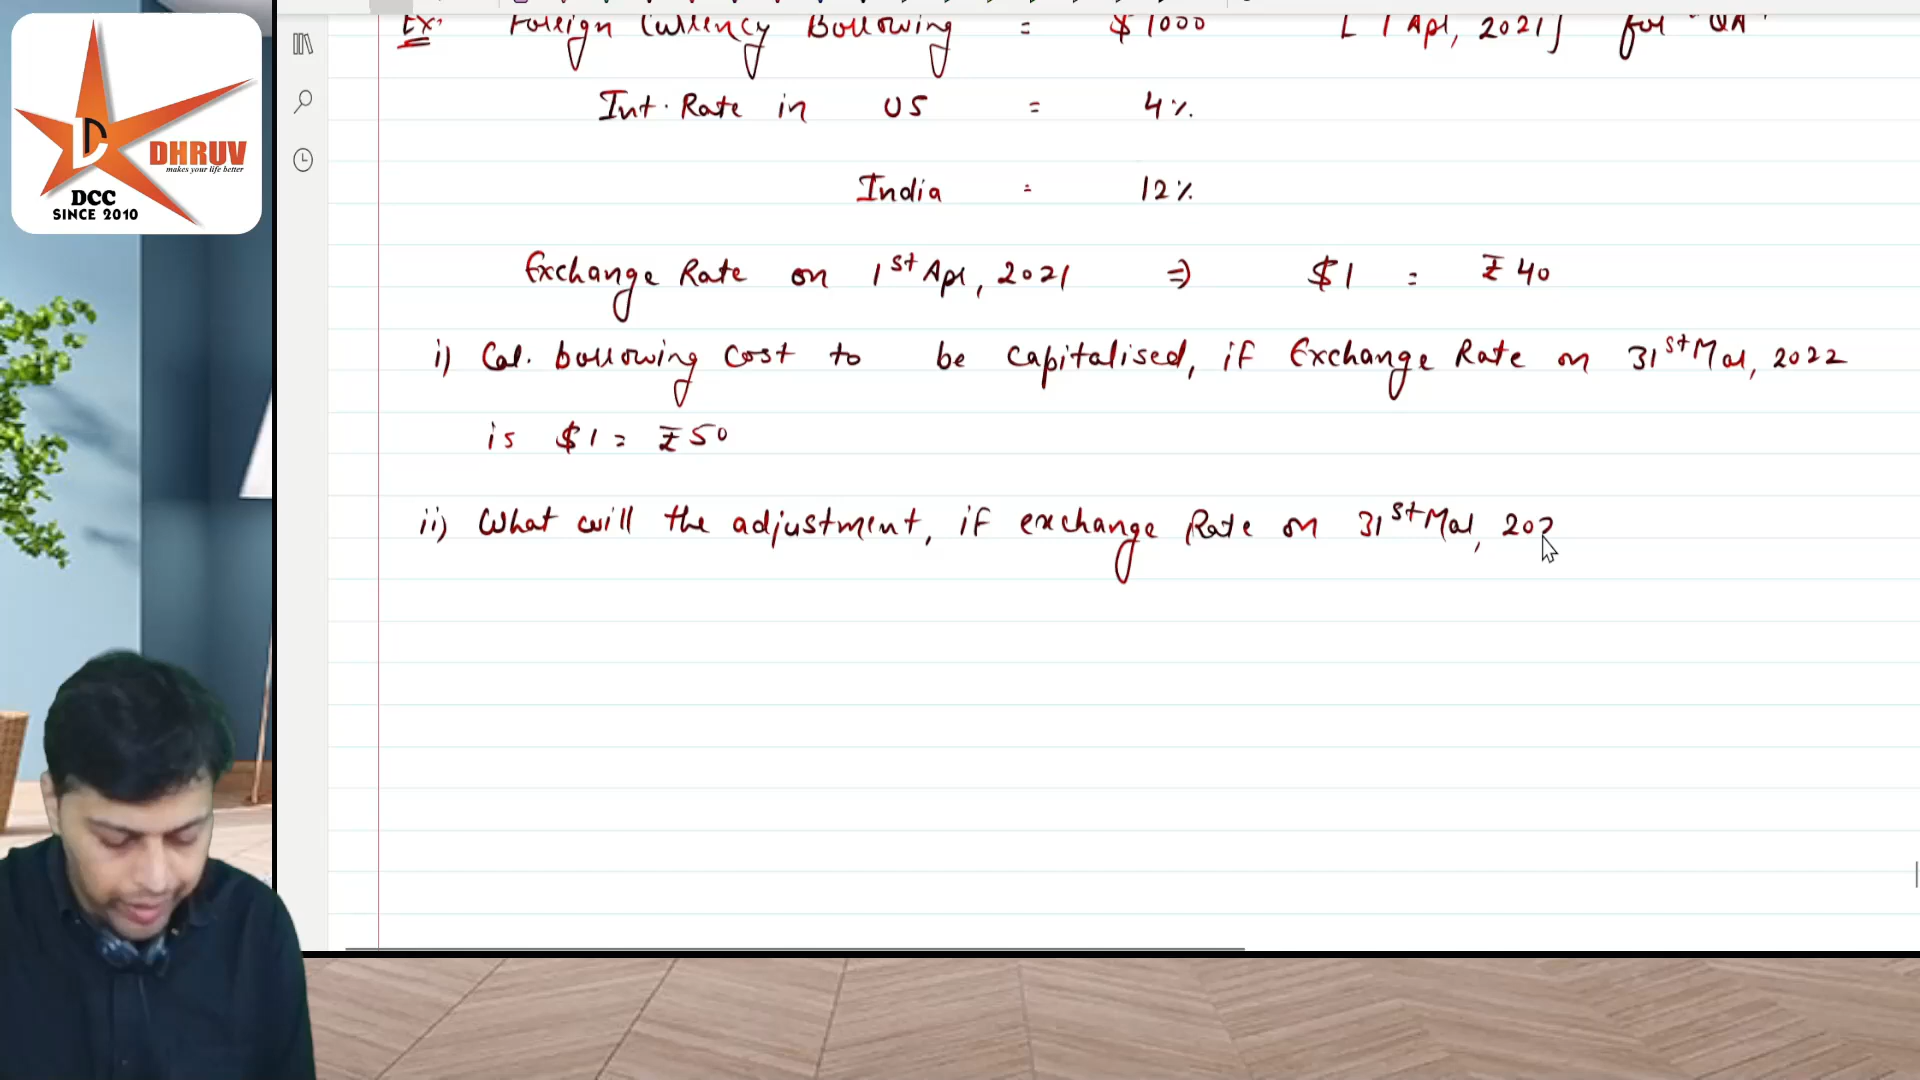 DHRUV
makes your life better
DCC
SINCE 2010
Ex: Foreign Currency Borrowing = $1000 [1 Apr, 2021] for "QA"
Int. Rate in US = 4%
India = 12%
Exchange Rate on 1st Apr, 2021 ⇒ $1 = ₹40
i) Cal. borrowing cost to be capitalised, if Exchange Rate on 31st Mar, 2022
is $1 = ₹50
ii) What will the adjustment, if exchange Rate on 31st Mar, 202